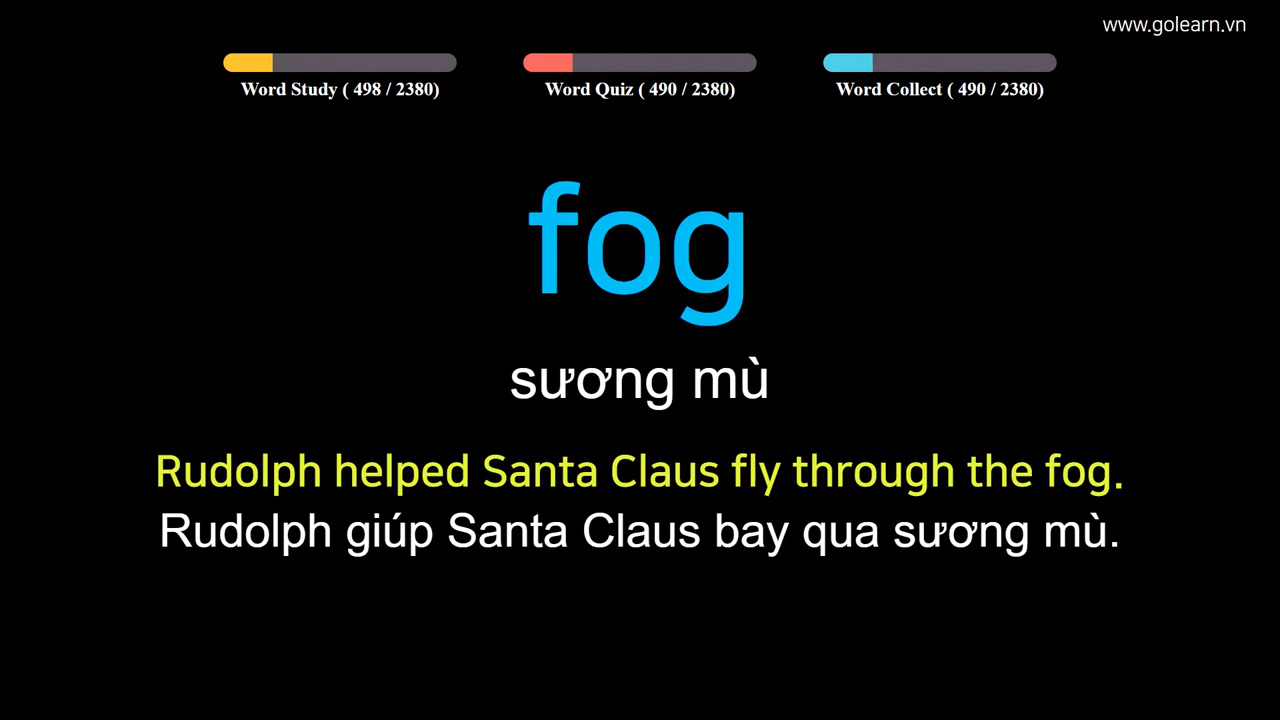 www.golearn.vn
Word Study ( 498 / 2380)
Word Quiz ( 490 / 2380)
Word Collect ( 490 / 2380)
fog
sương mù
Rudolph helped Santa Claus fly through the fog.
Rudolph giúp Santa Claus bay qua sương mù.